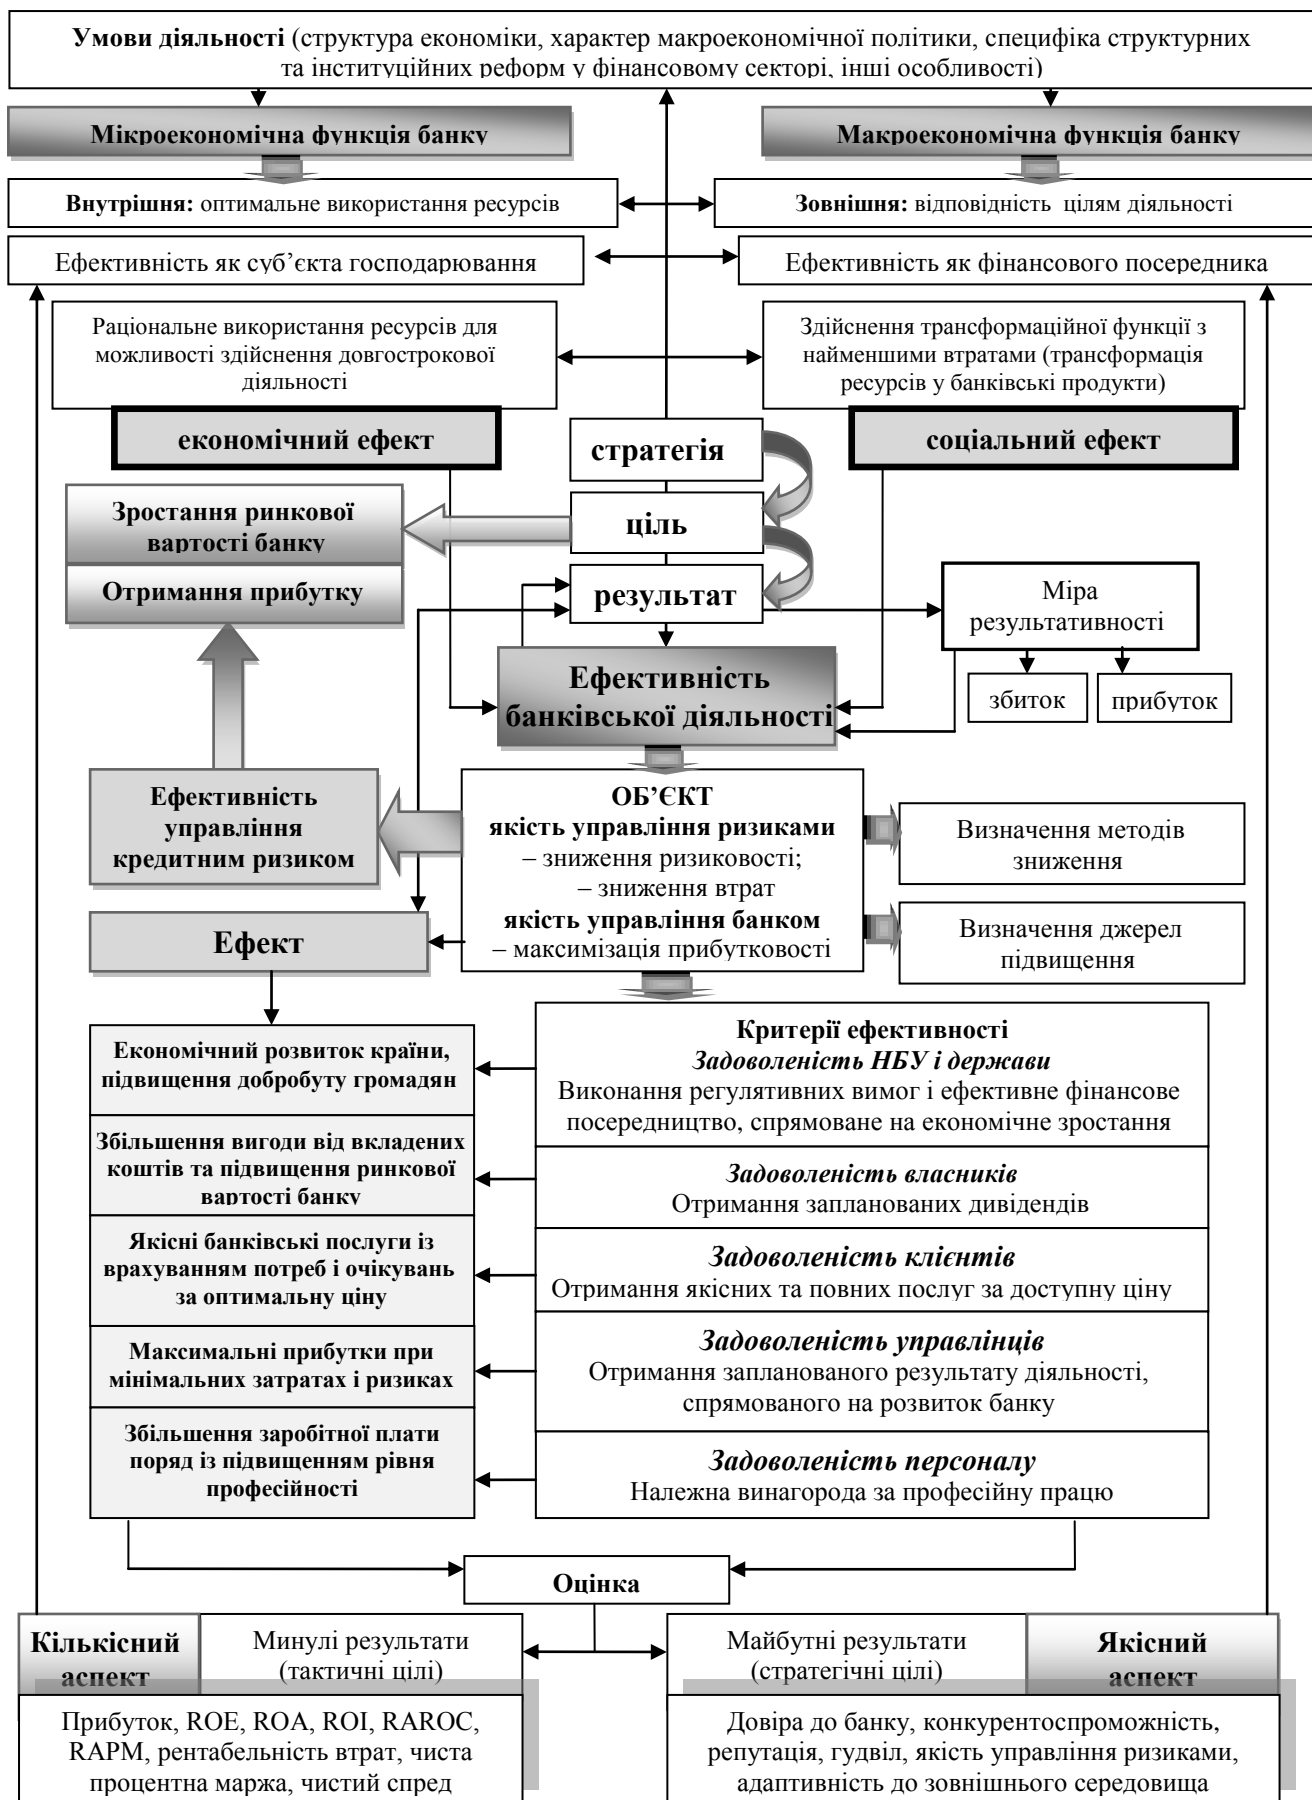 Умови діяльності (структура економіки, характер макроекономічної політики, специфіка структурних
та інституційних реформ у фінансовому секторі, інші особливості)
Мікроекономічна функція банку
Макроекономічна функція банку
Внутрішня: оптимальне використання ресурсів
Зовнішня: відповідність цілям діяльності
Ефективність як суб’єкта господарювання
Ефективність як фінансового посередника
Раціональне використання ресурсів для
можливості здійснення довгострокової
діяльності
Здійснення трансформаційної функції з
найменшими втратами (трансформація
ресурсів у банківські продукти)
економічний ефект
соціальний ефект
стратегія
ціль
результат
Зростання ринкової
вартості банку
Отримання прибутку
Міра
результативності
збиток
прибуток
Ефективність
банківської діяльності
Ефективність
управління
кредитним ризиком
ОБ’ЄКТ
якість управління ризиками
– зниження ризиковості;
– зниження втрат
якість управління банком
– максимізація прибутковості
Визначення методів
зниження
Визначення джерел
підвищення
Ефект
Економічний розвиток країни,
підвищення добробуту громадян
Збільшення вигоди від вкладених
коштів та підвищення ринкової
вартості банку
Якісні банківські послуги із
врахуванням потреб і очікувань
за оптимальну ціну
Максимальні прибутки при
мінімальних затратах і ризиках
Збільшення заробітної плати
поряд із підвищенням рівня
професійності
Критерії ефективності
Задоволеність НБУ і держави
Виконання регулятивних вимог і ефективне фінансове
посередництво, спрямоване на економічне зростання
Задоволеність власників
Отримання запланованих дивідендів
Задоволеність клієнтів
Отримання якісних та повних послуг за доступну ціну
Задоволеність управлінців
Отримання запланованого результату діяльності,
спрямованого на розвиток банку
Задоволеність персоналу
Належна винагорода за професійну працю
Оцінка
Кількісний
аспект
Минулі результати
(тактичні цілі)
Майбутні результати
(стратегічні цілі)
Якісний
аспект
Прибуток, ROE, ROA, ROI, RAROC,
RAPM, рентабельність втрат, чиста
процентна маржа, чистий спред
Довіра до банку, конкурентоспроможність,
репутація, гудвіл, якість управління ризиками,
адаптивність до зовнішнього середовища